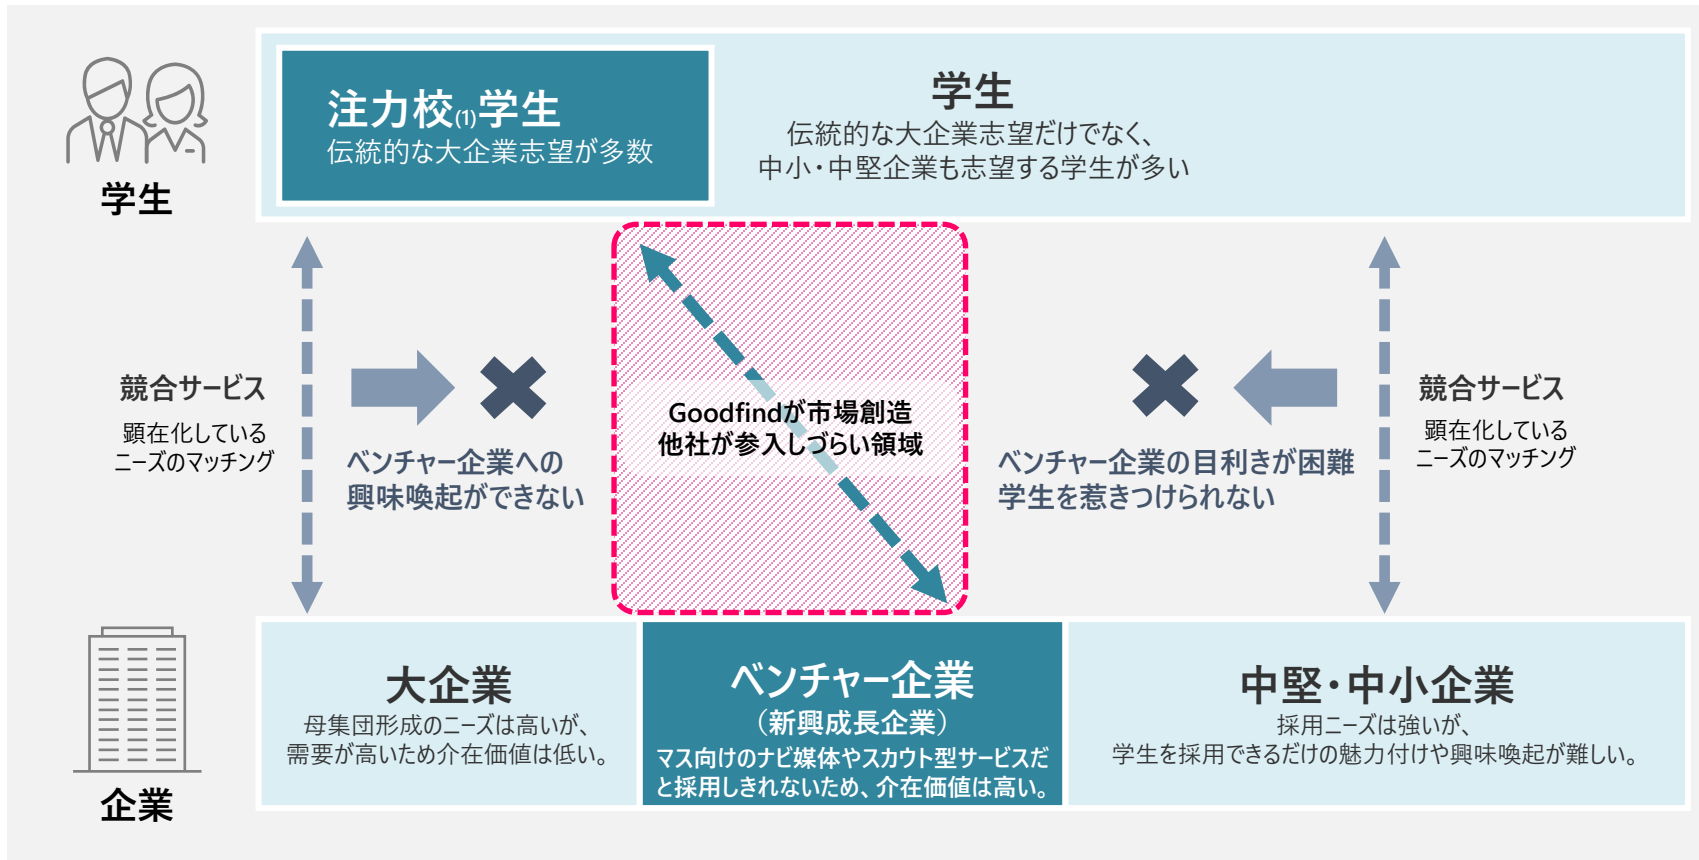 学生
注力校(1)学生
伝統的な大企業志望が多数
学生
伝統的な大企業志望だけでなく、
中小・中堅企業も志望する学生が多い
競合サービス
顕在化している
ニーズのマッチング
ベンチャー企業への
興味喚起ができない
Goodfindが市場創造
他社が参入しづらい領域
ベンチャー企業の目利きが困難
学生を惹きつけられない
競合サービス
顕在化している
ニーズのマッチング
企業
大企業
母集団形成のニーズは高いが、
需要が高いため介在価値は低い。
ベンチャー企業
（新興成長企業）
マス向けのナビ媒体やスカウト型サービスだ
と採用しきれないため、介在価値は高い。
中堅・中小企業
採用ニーズは強いが、
学生を採用できるだけの魅力付けや興味喚起が難しい。